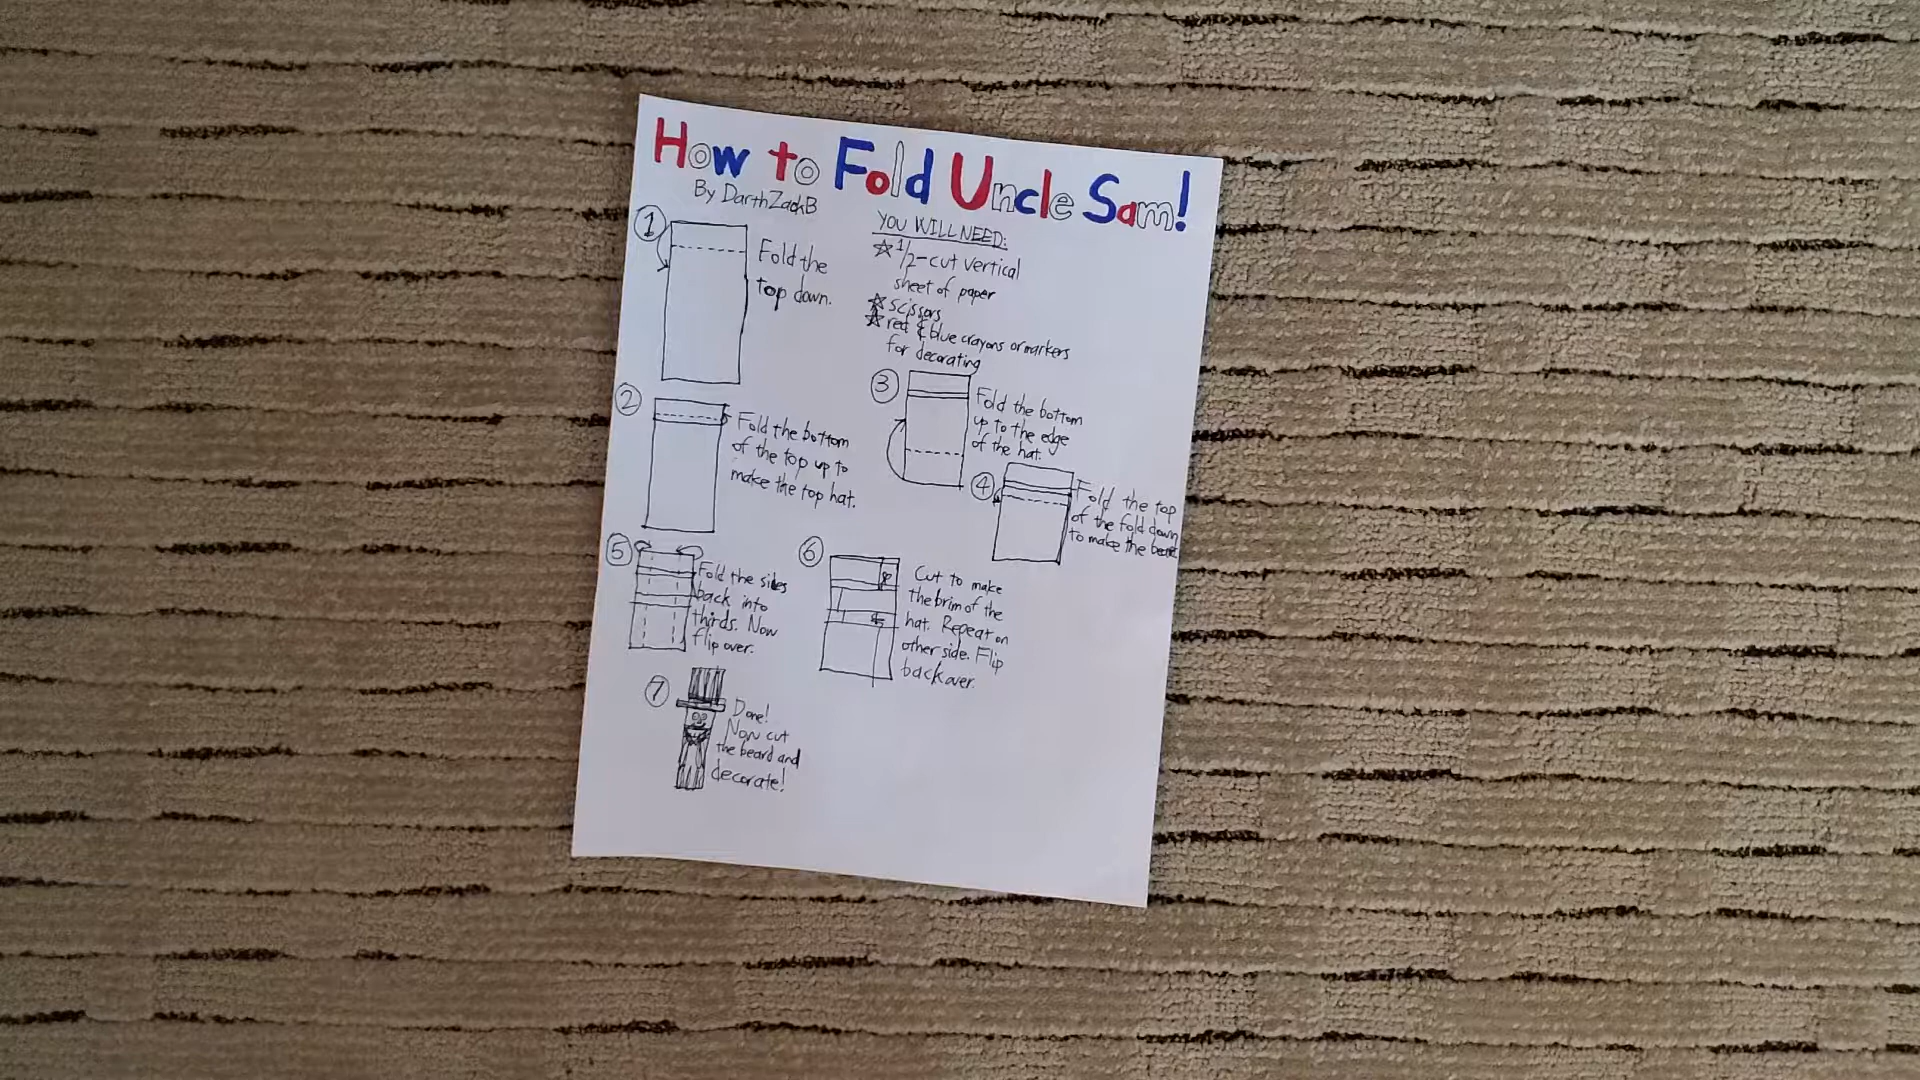 How to Fold Uncle Sam!
By DarthZackB
YOU WILL NEED:
☆ 1/2-cut vertical
sheet of paper
☆ scissors
☆ red & blue crayons or markers
for decorating
1
Fold the
top down.
2
Fold the bottom
of the top up to
make the top hat.
3
Fold the bottom
up to the edge
of the hat.
4
Fold the top
of the fold down
to make the beard.
5
Fold the sides
back into
thirds. Now
flip over.
6
Cut to make
the brim of the
hat. Repeat on
other side. Flip
back over.
7
Done!
Now cut
the beard and
decorate!